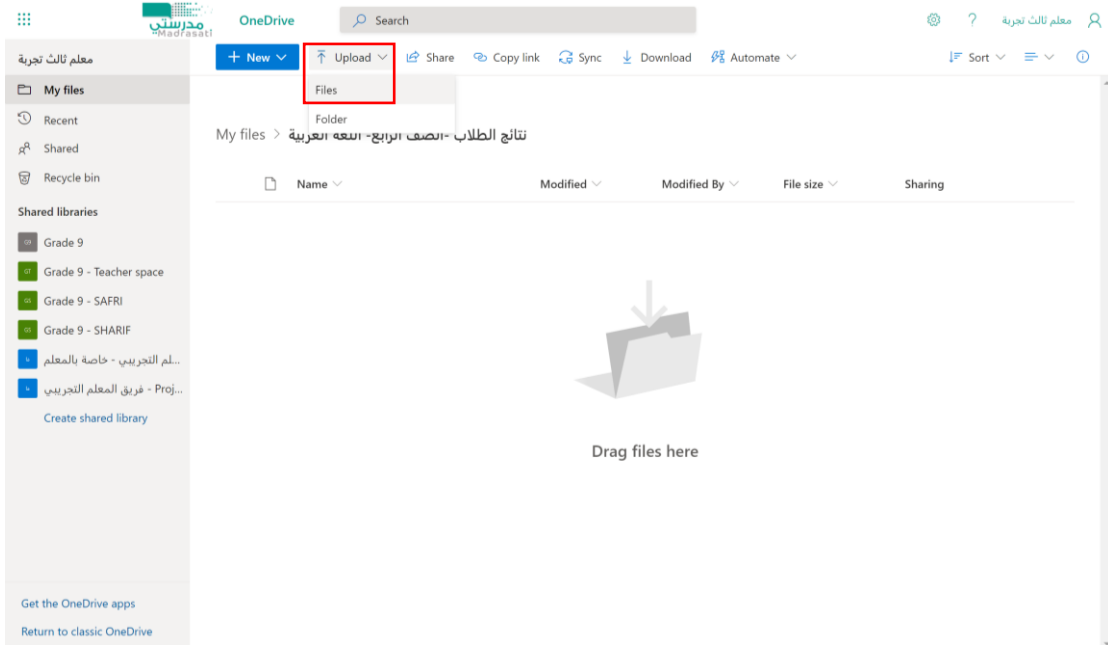 مدرستي
Madrasati
OneDrive
Search
?
معلم ثالث تجربة
معلم ثالث تجربة
+ New
Upload
Share
Copy link
Sync
Download
Automate
Sort
Files
Folder
My files
Recent
Shared
Recycle bin
Shared libraries
Grade 9
Grade 9 - Teacher space
Grade 9 - SAFRI
Grade 9 - SHARIF
لم التجريبي - خاصة بالمعلم...
Proj - فريق المعلم التجريبي...
Create shared library
My files > نتائج الطلاب -الصف الرابع- اللغة العربية
Name
Modified
Modified By
File size
Sharing
Drag files here
Get the OneDrive apps
Return to classic OneDrive